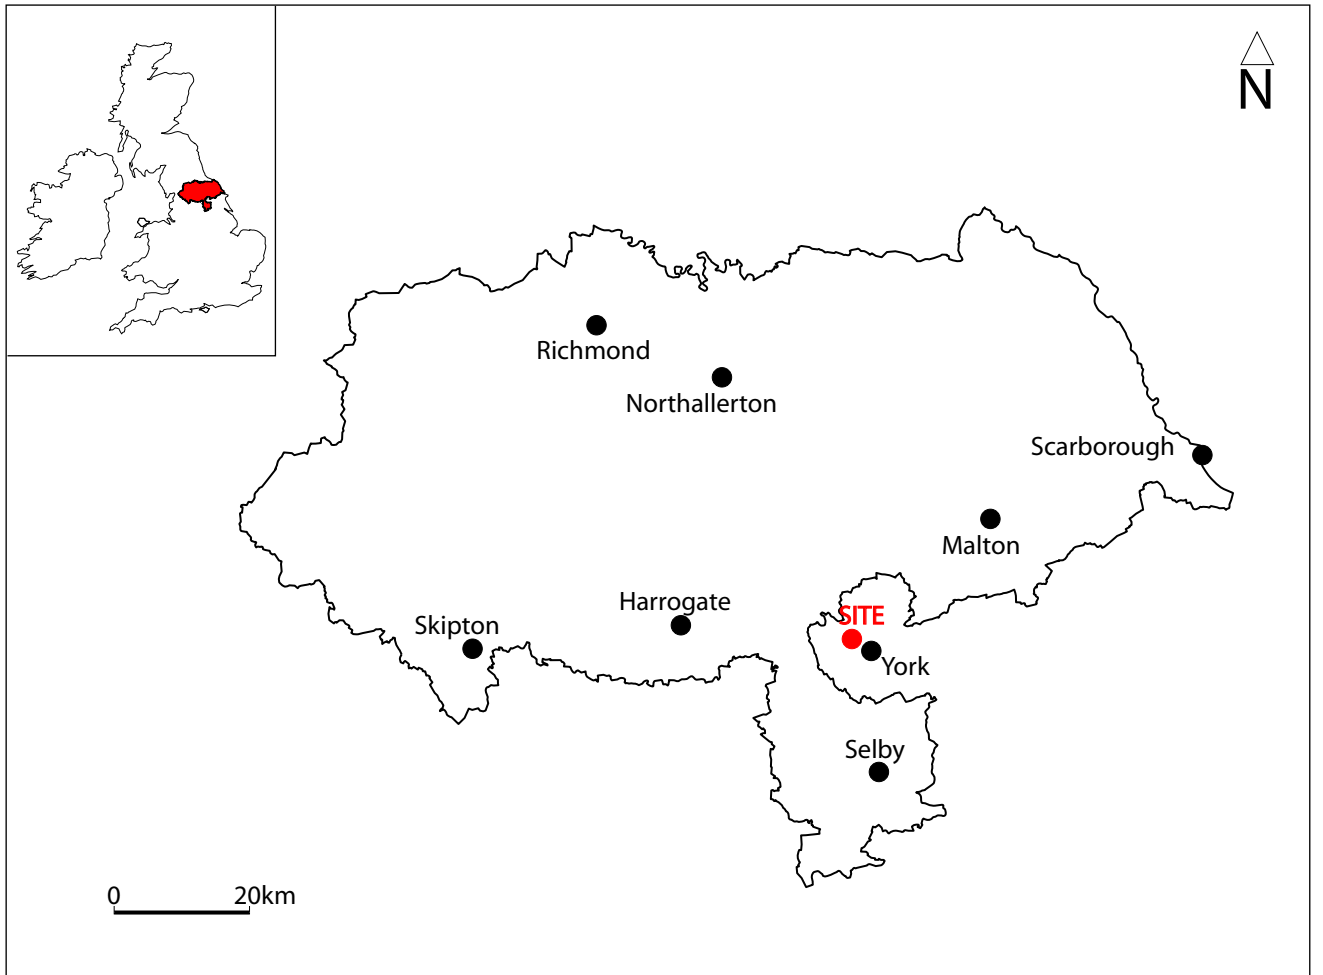 N
Richmond
Northallerton
Scarborough
Malton
Harrogate
SITE
Skipton
York
Selby
0 20km